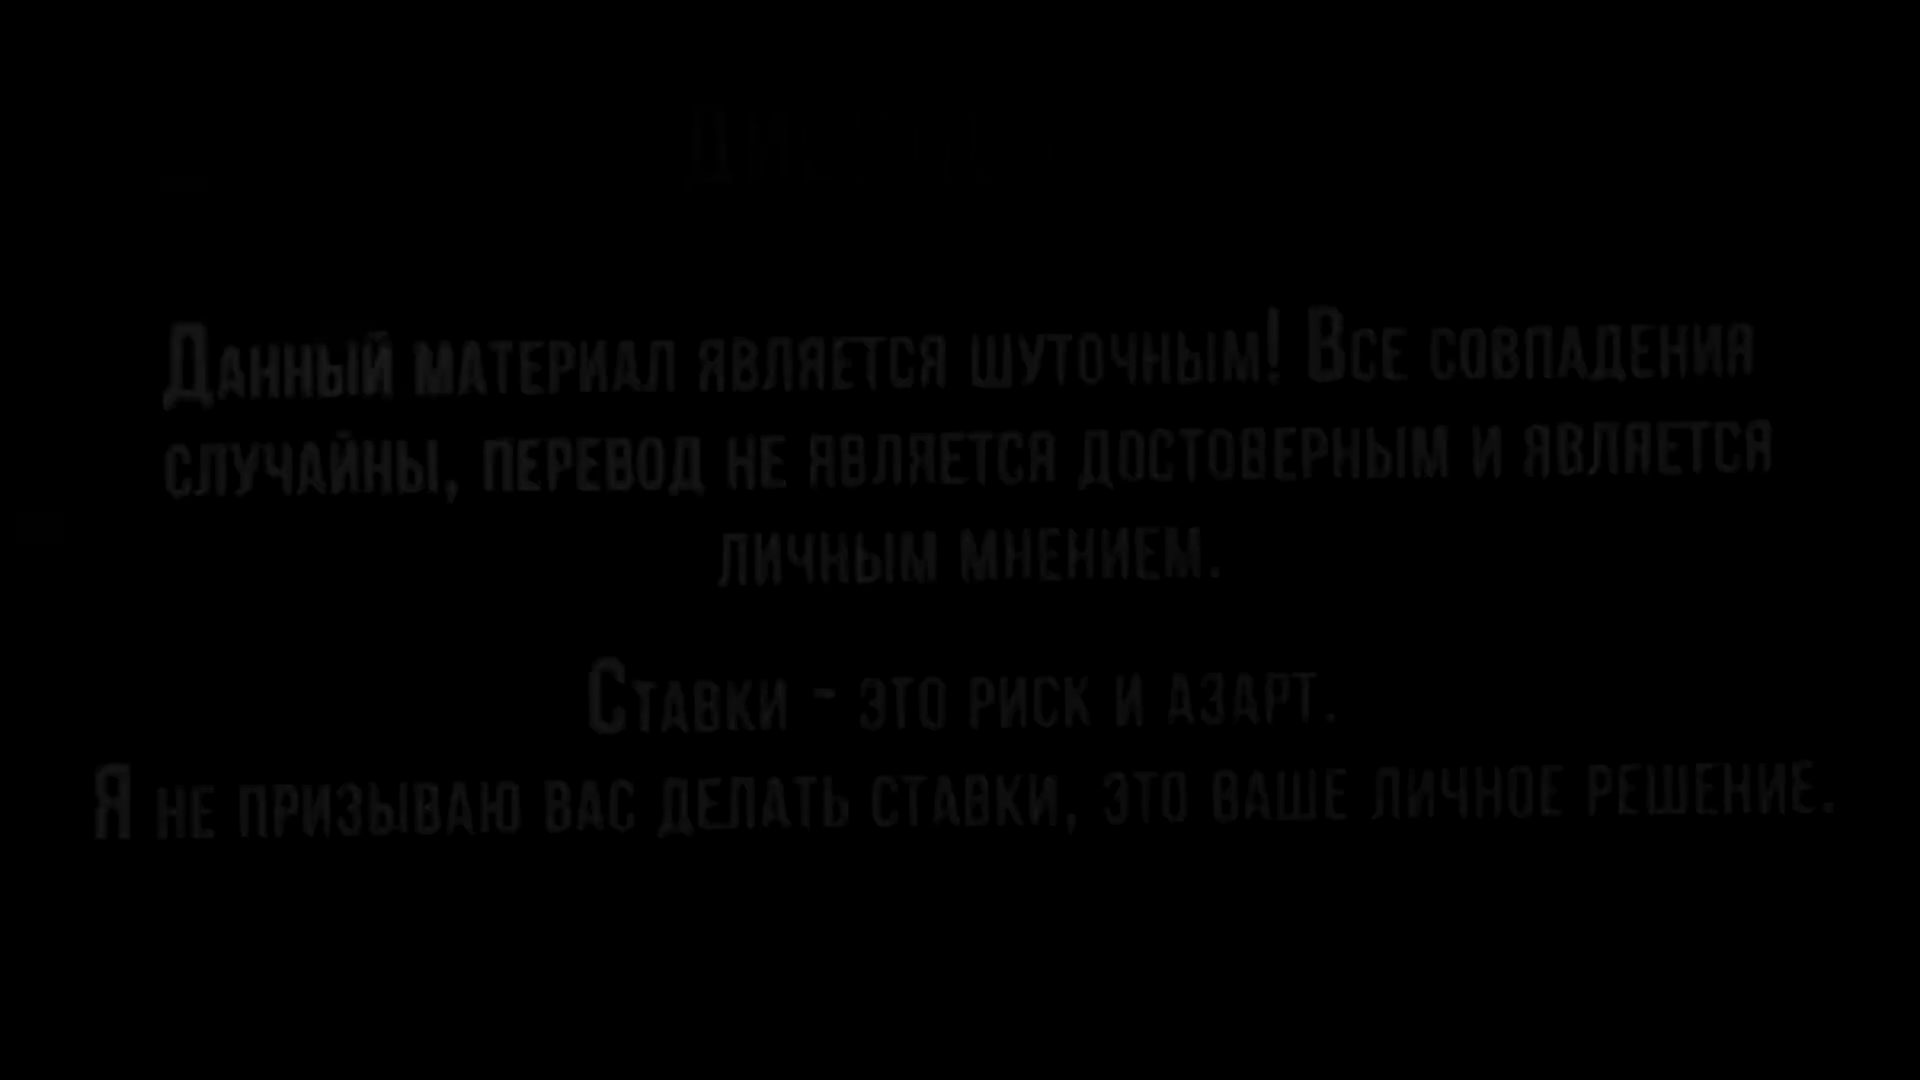 Данный материал является шуточным! Все совпадения
случайны, перевод не является достоверным и является
личным мнением.
Ставки - это риск и азарт.
Я не призываю вас делать ставки, это ваше личное решение.